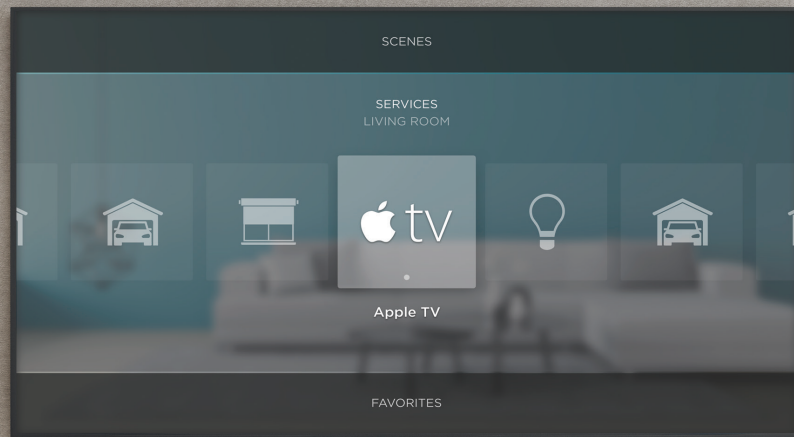 SCENES
SERVICES
LIVING ROOM
tv
Apple TV
FAVORITES